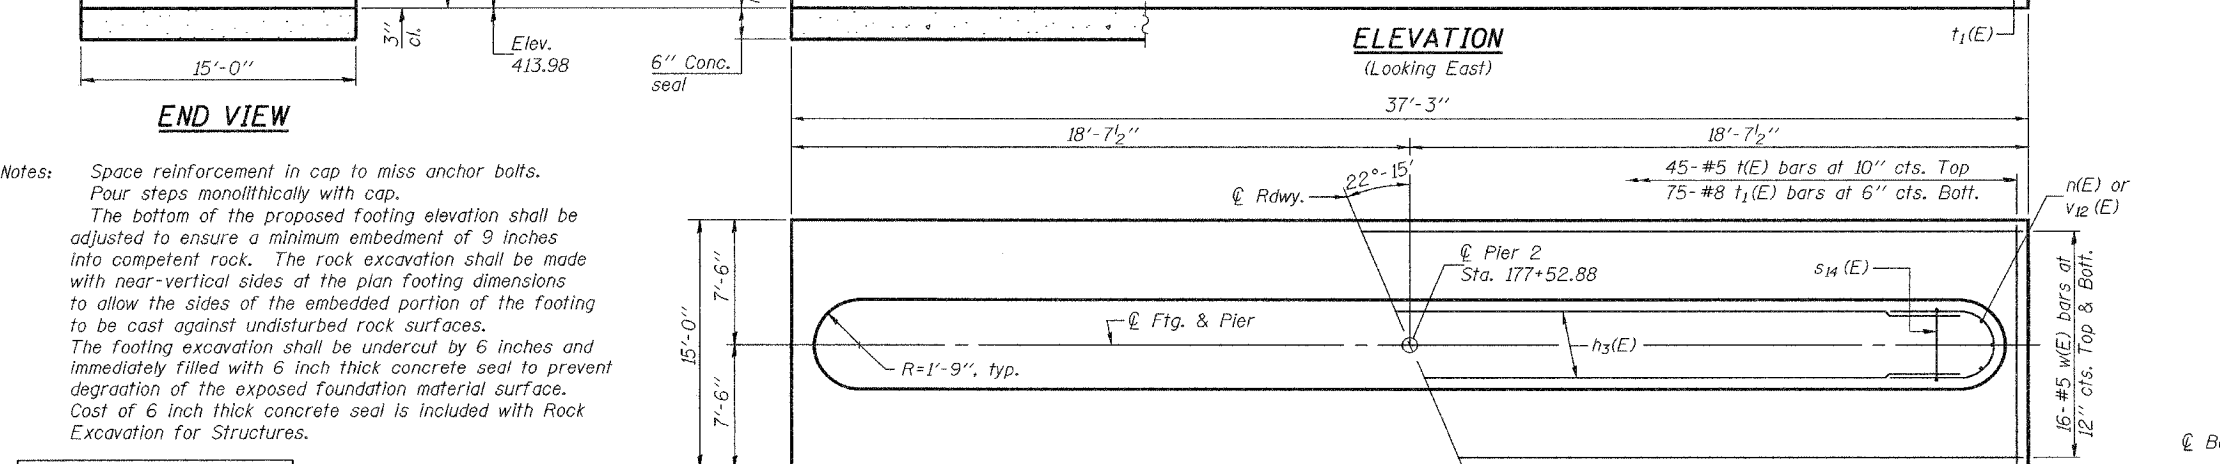 3" cl.
Elev.
413.98
15'-0"
END VIEW
6" Conc.
seal
ELEVATION
(Looking East)
t1(E)
37'-3"
18'-7½"
18'-7½"
Notes: Space reinforcement in cap to miss anchor bolts.
Pour steps monolithically with cap.
The bottom of the proposed footing elevation shall be
adjusted to ensure a minimum embedment of 9 inches
into competent rock. The rock excavation shall be made
with near-vertical sides at the plan footing dimensions
to allow the sides of the embedded portion of the footing
to be cast against undisturbed rock surfaces.
The footing excavation shall be undercut by 6 inches and
immediately filled with 6 inch thick concrete seal to prevent
degraation of the exposed foundation material surface.
Cost of 6 inch thick concrete seal is included with Rock
Excavation for Structures.
22°-15'
℄ Rdwy.
45-#5 t(E) bars at 10" cts. Top
75-#8 t1(E) bars at 6" cts. Bott.
n(E) or
v12(E)
℄ Pier 2
Sta. 177+52.88
s14(E)
7'-6"
15'-0"
7'-6"
℄ Ftg. & Pier
R=1'-9", typ.
h3(E)
16-#5 w(E) bars at
12" cts. Top & Bott.
℄ B